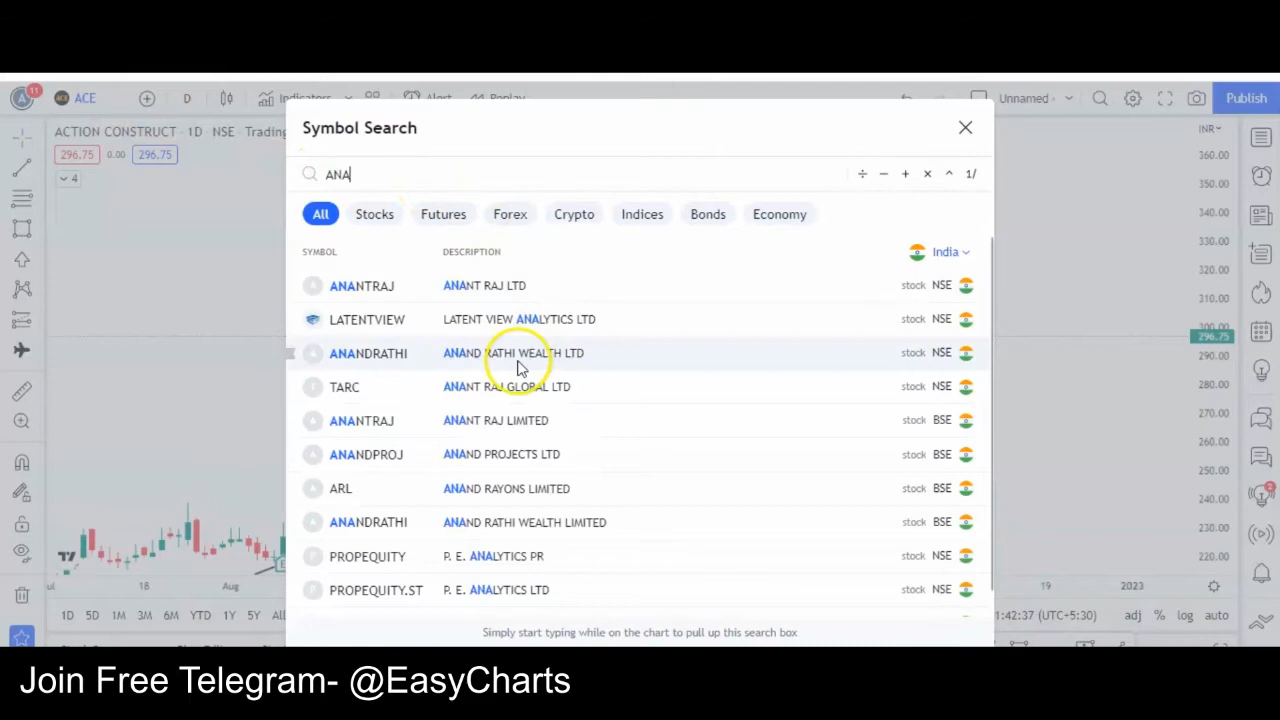 11
A
ACE
D
Indicators
Alert
Replay
Unnamed
Publish
ACTION CONSTRUCT · 1D · NSE · Trading
INR
296.75 0.00 296.75
4
Symbol Search
ANA
÷ − + × ^ 1/
All Stocks Futures Forex Crypto Indices Bonds Economy
SYMBOL DESCRIPTION India
ANANTRAJ ANANT RAJ LTD stock NSE
LATENTVIEW LATENT VIEW ANALYTICS LTD stock NSE
ANANDRATHI ANAND RATHI WEALTH LTD stock NSE
TARC ANANT RAJ GLOBAL LTD stock NSE
ANANTRAJ ANANT RAJ LIMITED stock BSE
ANANDPROJ ANAND PROJECTS LTD stock BSE
ARL ANAND RAYONS LIMITED stock BSE
ANANDRATHI ANAND RATHI WEALTH LIMITED stock BSE
PROPEQUITY P. E. ANALYTICS PR stock NSE
PROPEQUITY.ST P. E. ANALYTICS LTD stock NSE
Simply start typing while on the chart to pull up this search box
360.00
350.00
340.00
330.00
320.00
310.00
300.00
296.75
290.00
280.00
270.00
260.00
250.00
240.00
230.00
220.00
2
18 Aug 19 2023
1D 5D 1M 3M 6M YTD 1Y 5Y All
1:42:37 (UTC+5:30) adj % log auto
Join Free Telegram- @EasyCharts